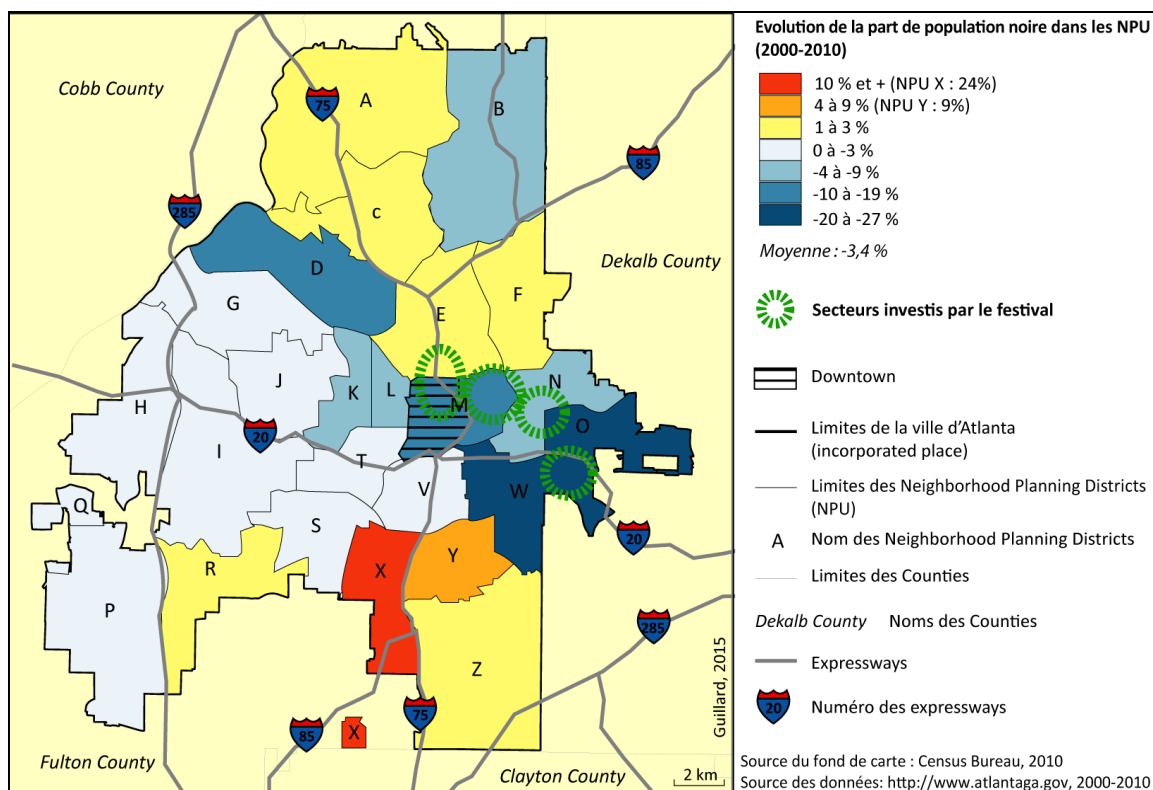 Cobb County
75
A
B
85
285
c
Dekalb County
D
G
E
F
J
K
L
M
N
H
O
20
I
T
Q
V
W
S
20
R
X
Y
P
285
Z
Guillard, 2015
75
85
X
Fulton County
Clayton County
2 km
Evolution de la part de population noire dans les NPU
(2000-2010)
10 % et + (NPU X : 24%)
4 à 9 % (NPU Y : 9%)
1 à 3 %
0 à -3 %
-4 à -9 %
-10 à -19 %
-20 à -27 %
Moyenne : -3,4 %
Secteurs investis par le festival
Downtown
Limites de la ville d'Atlanta
(incorporated place)
Limites des Neighborhood Planning Districts
(NPU)
A Nom des Neighborhood Planning Districts
Limites des Counties
Dekalb County Noms des Counties
Expressways
20 Numéro des expressways
Source du fond de carte : Census Bureau, 2010
Source des données: http://www.atlantaga.gov, 2000-2010